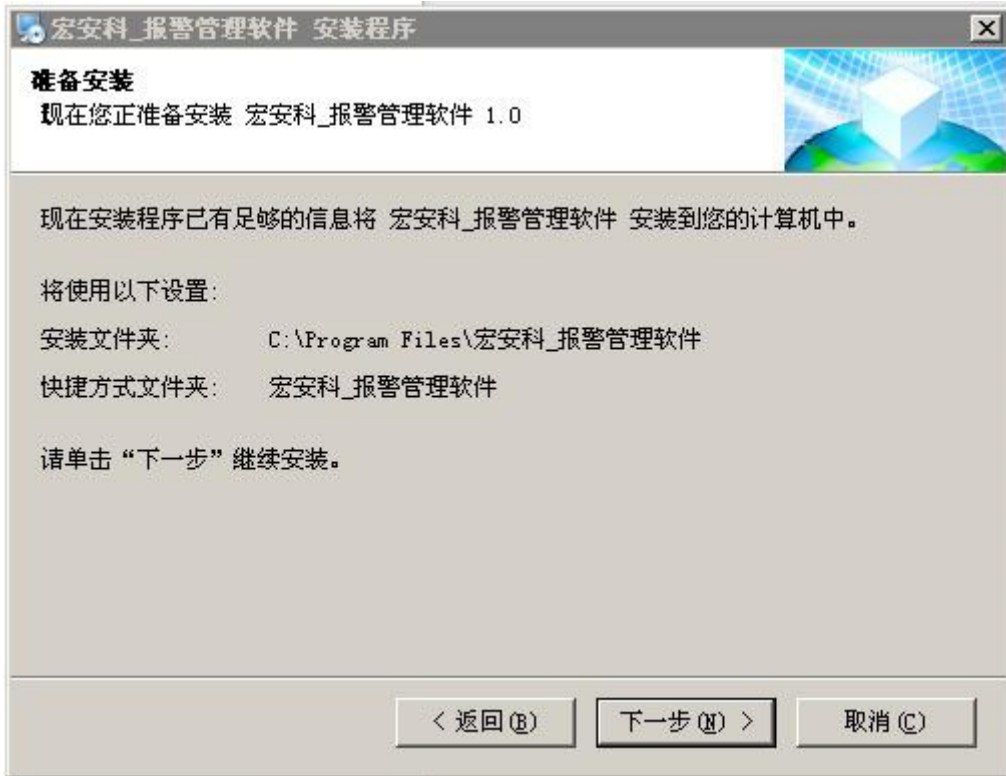 宏安科_报警管理软件 安装程序
准备安装
现在您正准备安装 宏安科_报警管理软件 1.0
现在安装程序已有足够的信息将 宏安科_报警管理软件 安装到您的计算机中。
将使用以下设置:
安装文件夹: C:\Program Files\宏安科_报警管理软件
快捷方式文件夹: 宏安科_报警管理软件
请单击“下一步”继续安装。
< 返回(B) 下一步(N) > 取消(C)